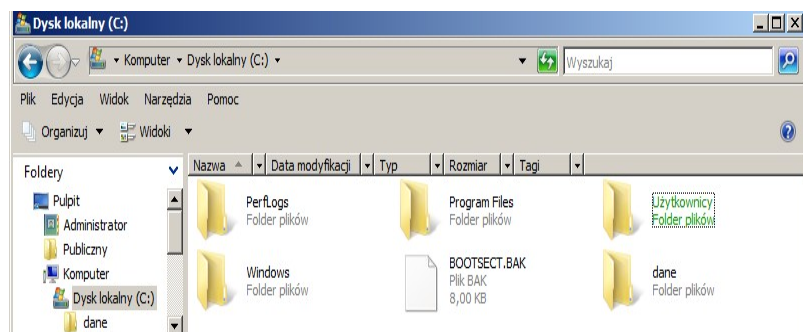 Dysk lokalny (C:)
Komputer Dysk lokalny (C:) Wyszukaj
Plik Edycja Widok Narzędzia Pomoc
Organizuj Widoki
Foldery
Pulpit
Administrator
Publiczny
Komputer
Dysk lokalny (C:)
dane
Nazwa Data modyfikacji Typ Rozmiar Tagi
PerfLogs
Folder plików
Program Files
Folder plików
Użytkownicy
Folder plików
Windows
Folder plików
BOOTSECT.BAK
Plik BAK
8,00 KB
dane
Folder plików